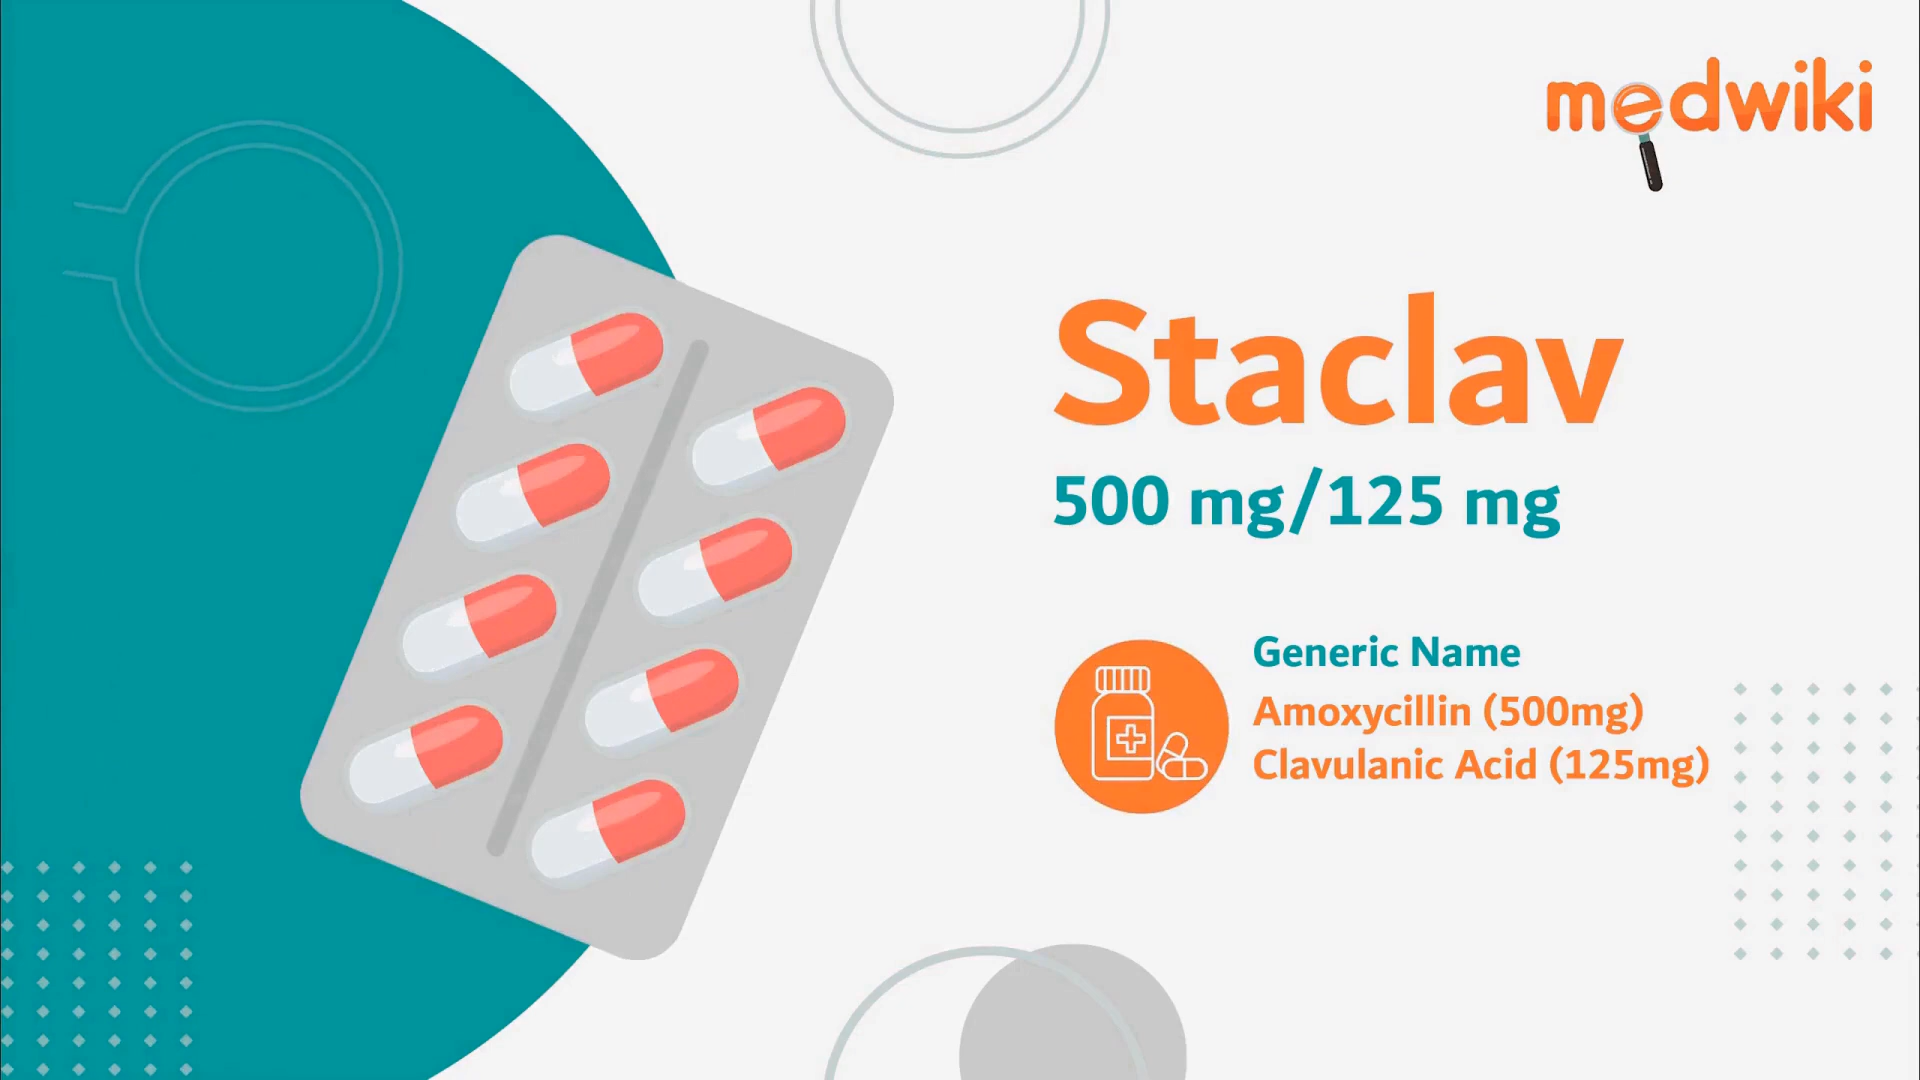 medwiki
Staclav
500 mg/125 mg
Generic Name
Amoxycillin (500mg)
Clavulanic Acid (125mg)